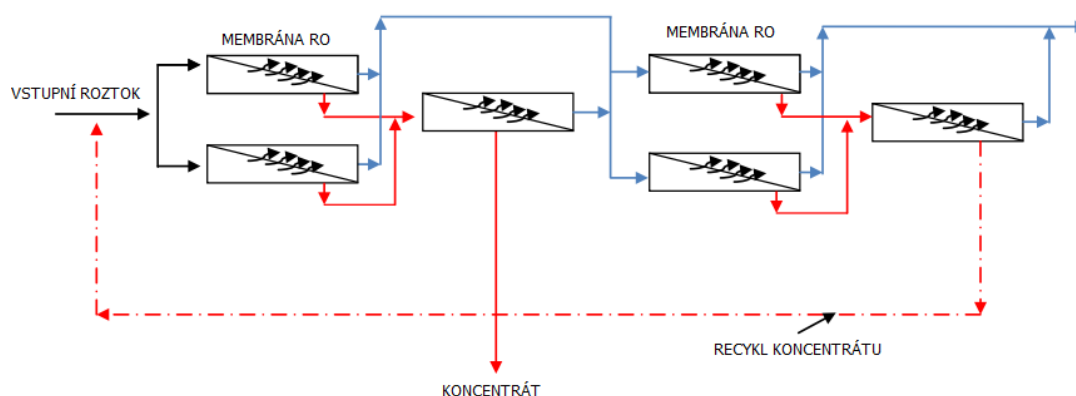 MEMBRÁNA RO
MEMBRÁNA RO
VSTUPNÍ ROZTOK
RECYKL KONCENTRÁTU
KONCENTRÁT